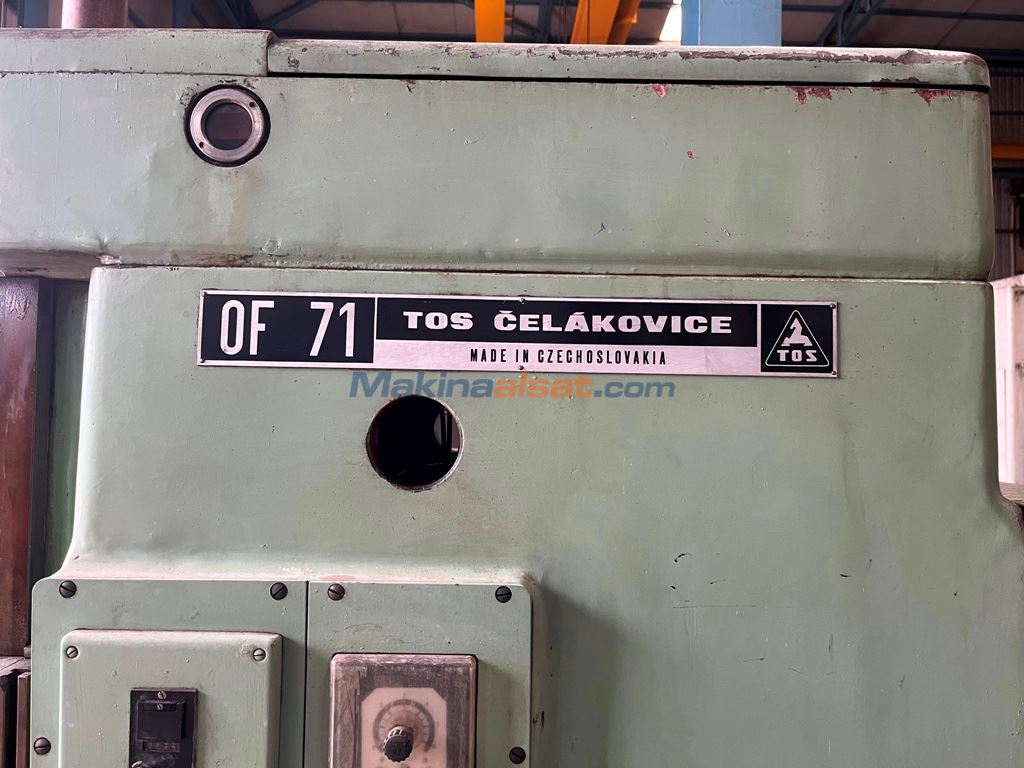 OF 71
TOS ČELÁKOVICE
MADE IN CZECHOSLOVAKIA
TOS
Makinaalsat.com